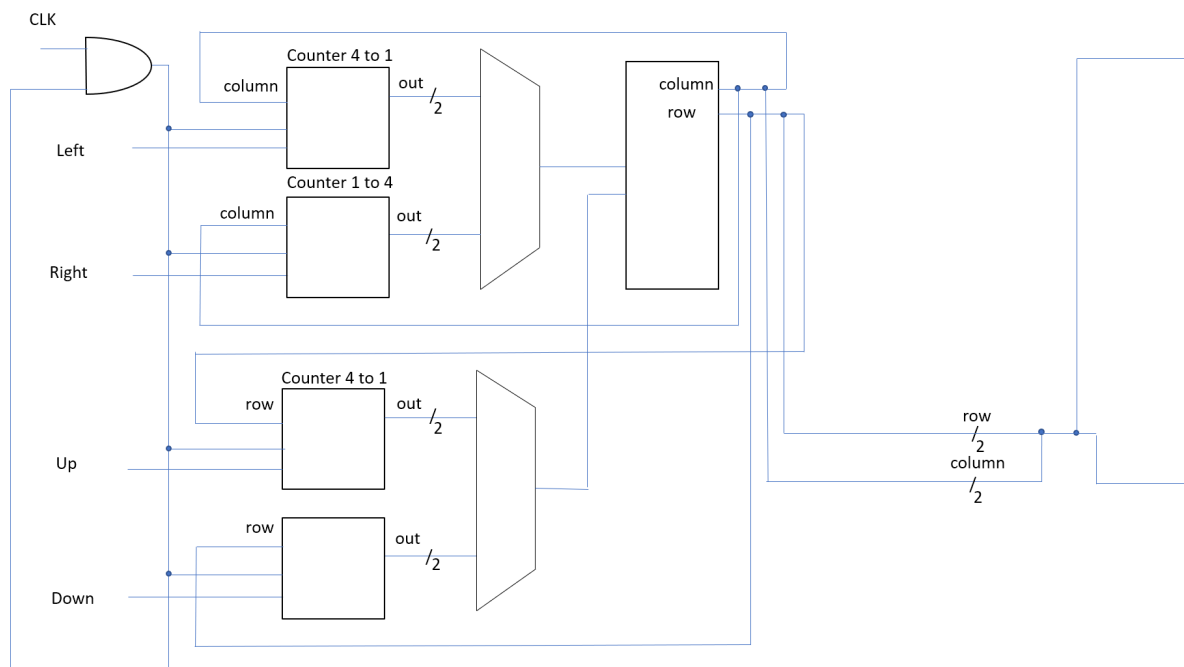 CLK
Counter 4 to 1
column
out
2
Left
Counter 1 to 4
column
out
2
Right
column
row
Counter 4 to 1
row
out
2
Up
row
out
2
Down
row
2
column
2